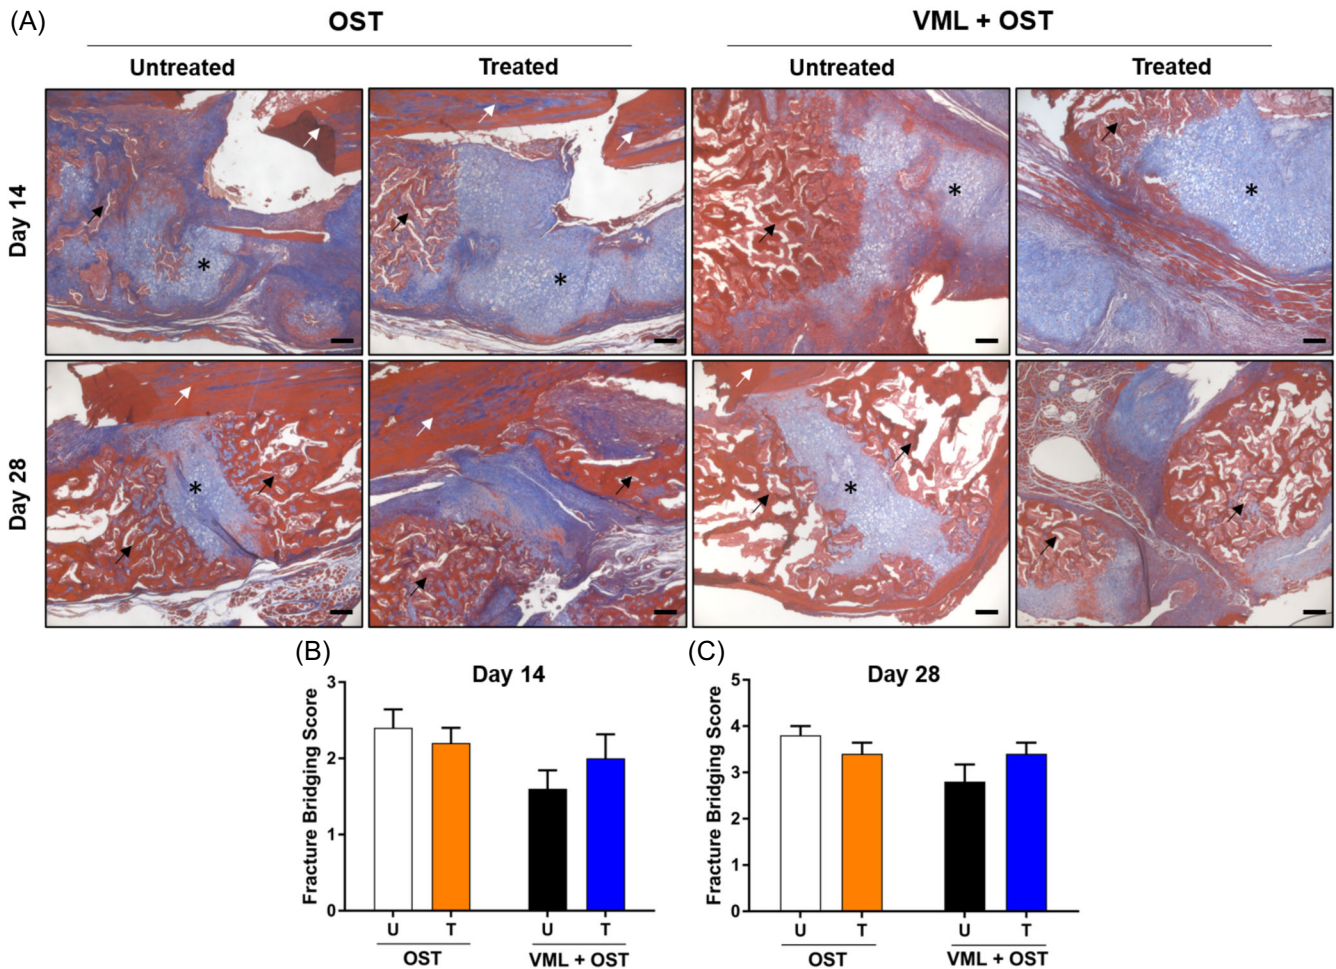 (A)
OST
VML + OST
Untreated
Treated
Untreated
Treated
Day 14
*
*
*
*
Day 28
*
*
(B)
Day 14
Fracture Bridging Score
3
2
1
0
U
T
U
T
OST
VML + OST
(C)
Day 28
Fracture Bridging Score
5
4
3
2
1
0
U
T
U
T
OST
VML + OST